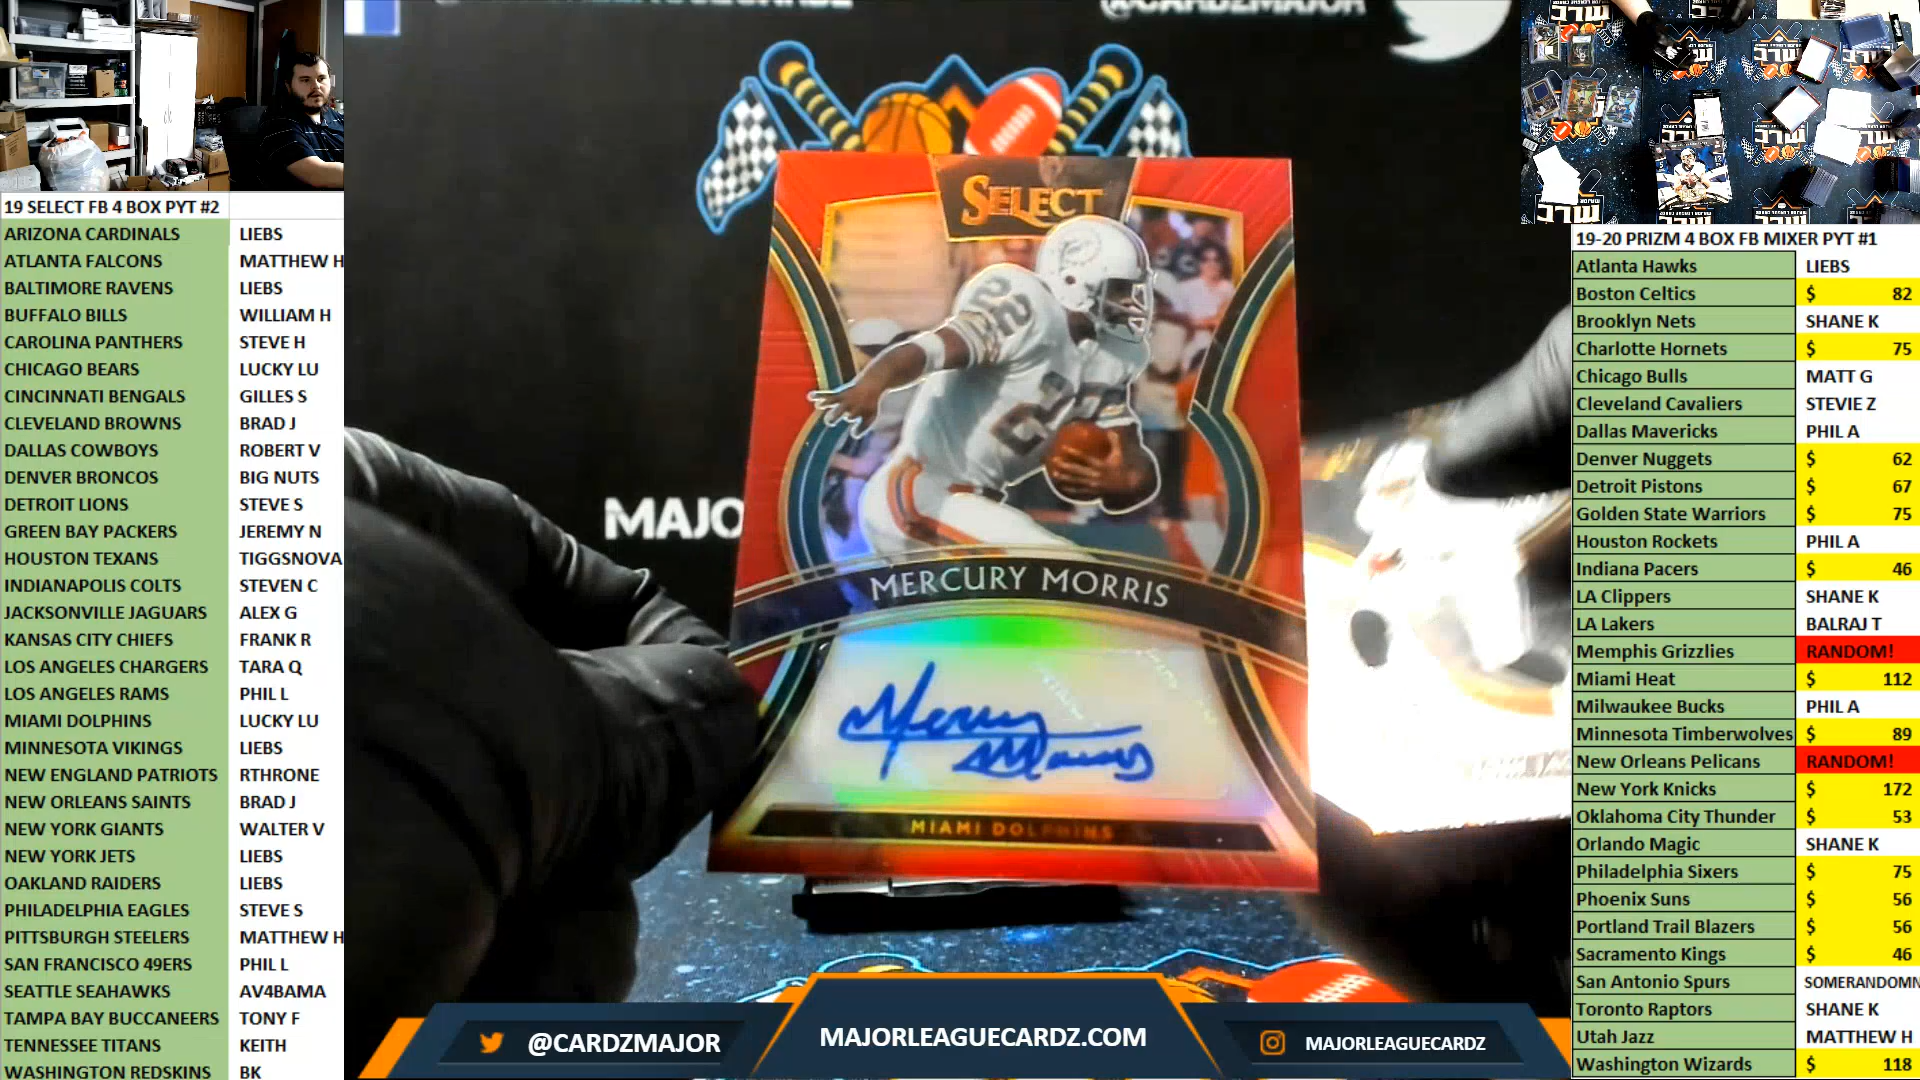 @CARDZMAJOR
19 SELECT FB 4 BOX PYT #2
ARIZONA CARDINALS LIEBS
ATLANTA FALCONS MATTHEW H
BALTIMORE RAVENS LIEBS
BUFFALO BILLS WILLIAM H
CAROLINA PANTHERS STEVE H
CHICAGO BEARS LUCKY LU
CINCINNATI BENGALS GILLES S
CLEVELAND BROWNS BRAD J
DALLAS COWBOYS ROBERT V
DENVER BRONCOS BIG NUTS
DETROIT LIONS STEVE S
GREEN BAY PACKERS JEREMY N
HOUSTON TEXANS TIGGSNOVA
INDIANAPOLIS COLTS STEVEN C
JACKSONVILLE JAGUARS ALEX G
KANSAS CITY CHIEFS FRANK R
LOS ANGELES CHARGERS TARA Q
LOS ANGELES RAMS PHIL L
MIAMI DOLPHINS LUCKY LU
MINNESOTA VIKINGS LIEBS
NEW ENGLAND PATRIOTS RTHRONE
NEW ORLEANS SAINTS BRAD J
NEW YORK GIANTS WALTER V
NEW YORK JETS LIEBS
OAKLAND RAIDERS LIEBS
PHILADELPHIA EAGLES STEVE S
PITTSBURGH STEELERS MATTHEW H
SAN FRANCISCO 49ERS PHIL L
SEATTLE SEAHAWKS AV4BAMA
TAMPA BAY BUCCANEERS TONY F
TENNESSEE TITANS KEITH
WASHINGTON REDSKINS BK
SELECT
22
MAJO
MERCURY MORRIS
Mercury
Morris
MIAMI DOLPHINS
@CARDZMAJOR
MAJORLEAGUECARDZ.COM
MAJORLEAGUECARDZ
19-20 PRIZM 4 BOX FB MIXER PYT #1
Atlanta Hawks LIEBS
Boston Celtics $ 82
Brooklyn Nets SHANE K
Charlotte Hornets $ 75
Chicago Bulls MATT G
Cleveland Cavaliers STEVIE Z
Dallas Mavericks PHIL A
Denver Nuggets $ 62
Detroit Pistons $ 67
Golden State Warriors $ 75
Houston Rockets PHIL A
Indiana Pacers $ 46
LA Clippers SHANE K
LA Lakers BALRAJ T
Memphis Grizzlies RANDOM!
Miami Heat $ 112
Milwaukee Bucks PHIL A
Minnesota Timberwolves $ 89
New Orleans Pelicans RANDOM!
New York Knicks $ 172
Oklahoma City Thunder $ 53
Orlando Magic SHANE K
Philadelphia Sixers $ 75
Phoenix Suns $ 56
Portland Trail Blazers $ 56
Sacramento Kings $ 46
San Antonio Spurs SOMERANDOMN
Toronto Raptors SHANE K
Utah Jazz MATTHEW H
Washington Wizards $ 118